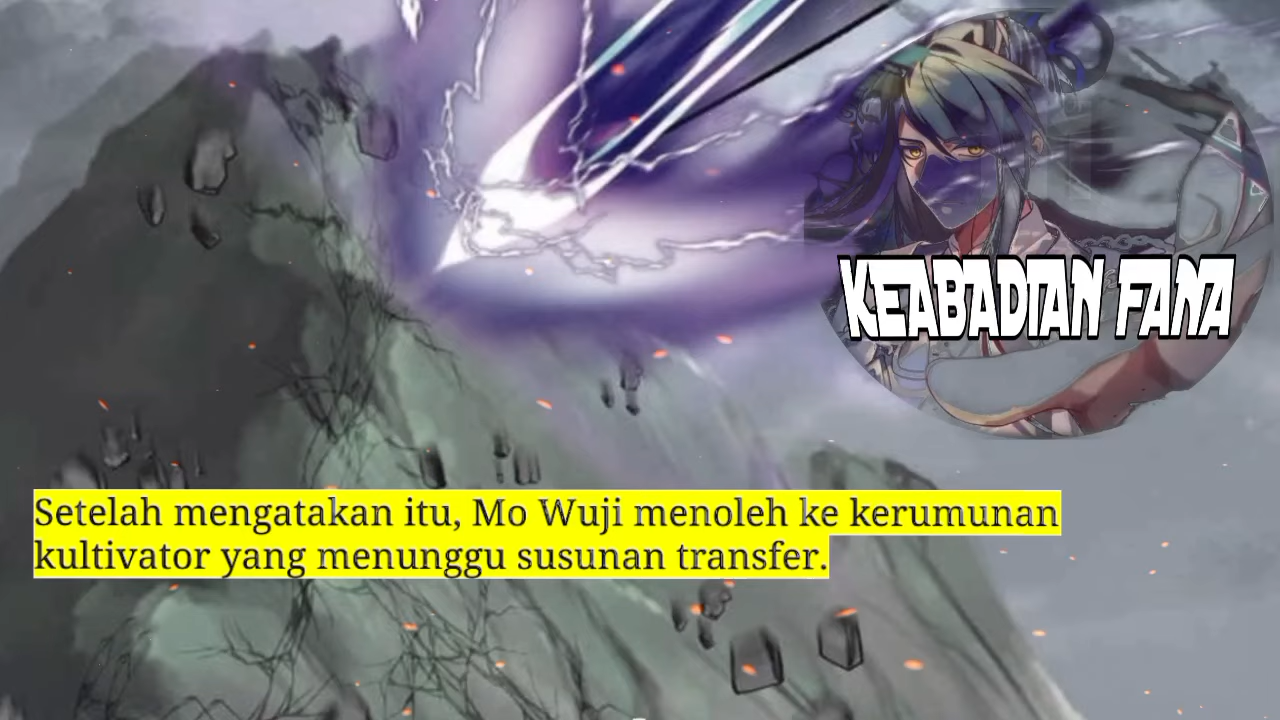 KEABADIAN FANA
Setelah mengatakan itu, Mo Wuji menoleh ke kerumunan
kultivator yang menunggu susunan transfer.